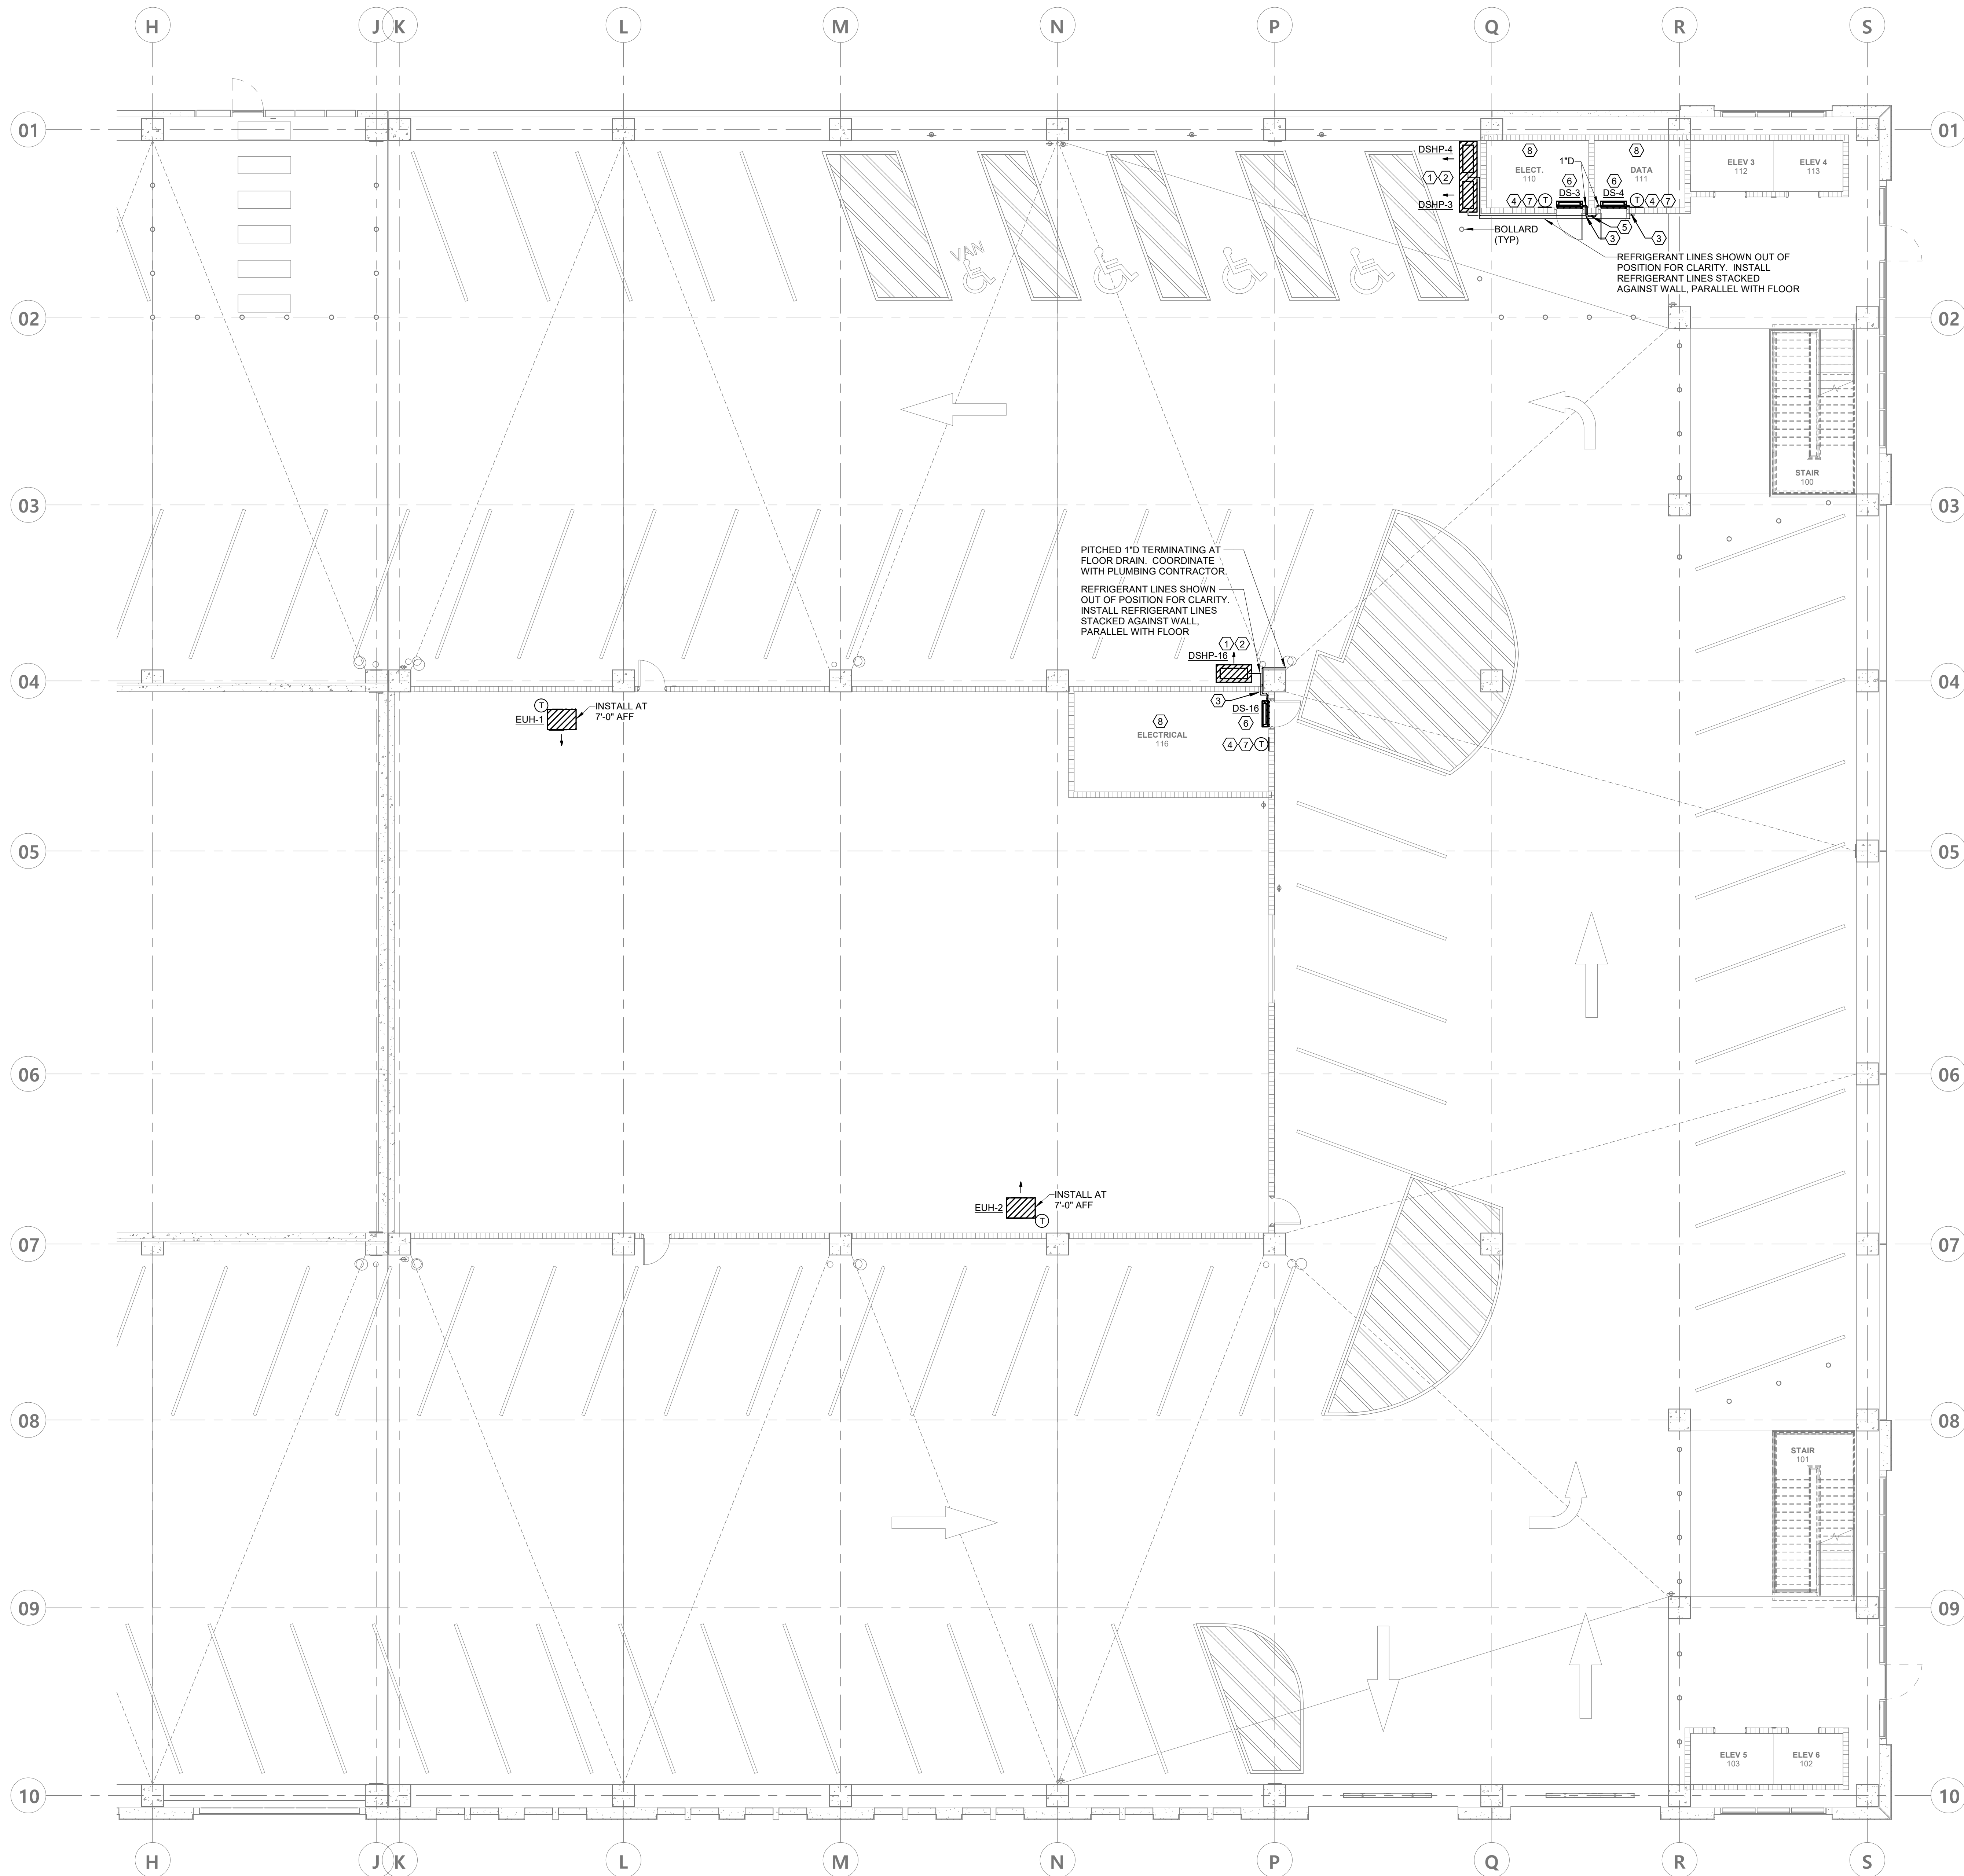 H
J
K
L
M
N
P
Q
R
S
01
01
DSHP-4
1
2
DSHP-3
8
ELECT.
110
1"D
8
DATA
111
6
DS-3
6
DS-4
4
7
T
T
4
7
3
5
3
ELEV 3
112
ELEV 4
113
BOLLARD
(TYP)
REFRIGERANT LINES SHOWN OUT OF
POSITION FOR CLARITY. INSTALL
REFRIGERANT LINES STACKED
AGAINST WALL, PARALLEL WITH FLOOR
VAN
02
02
STAIR
100
03
03
PITCHED 1"D TERMINATING AT
FLOOR DRAIN. COORDINATE
WITH PLUMBING CONTRACTOR.
REFRIGERANT LINES SHOWN
OUT OF POSITION FOR CLARITY.
INSTALL REFRIGERANT LINES
STACKED AGAINST WALL,
PARALLEL WITH FLOOR
1
2
DSHP-16
04
04
3
DS-16
6
4
7
T
8
ELECTRICAL
116
T
EUH-1
INSTALL AT
7'-0" AFF
05
05
06
06
EUH-2
INSTALL AT
7'-0" AFF
T
07
07
08
08
STAIR
101
09
09
ELEV 5
103
ELEV 6
102
10
10
H
J
K
L
M
N
P
Q
R
S